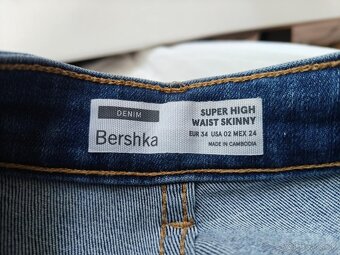 DENIM
Bershka
SUPER HIGH
WAIST SKINNY
EUR 34 USA 02 MEX 24
MADE IN CAMBODIA